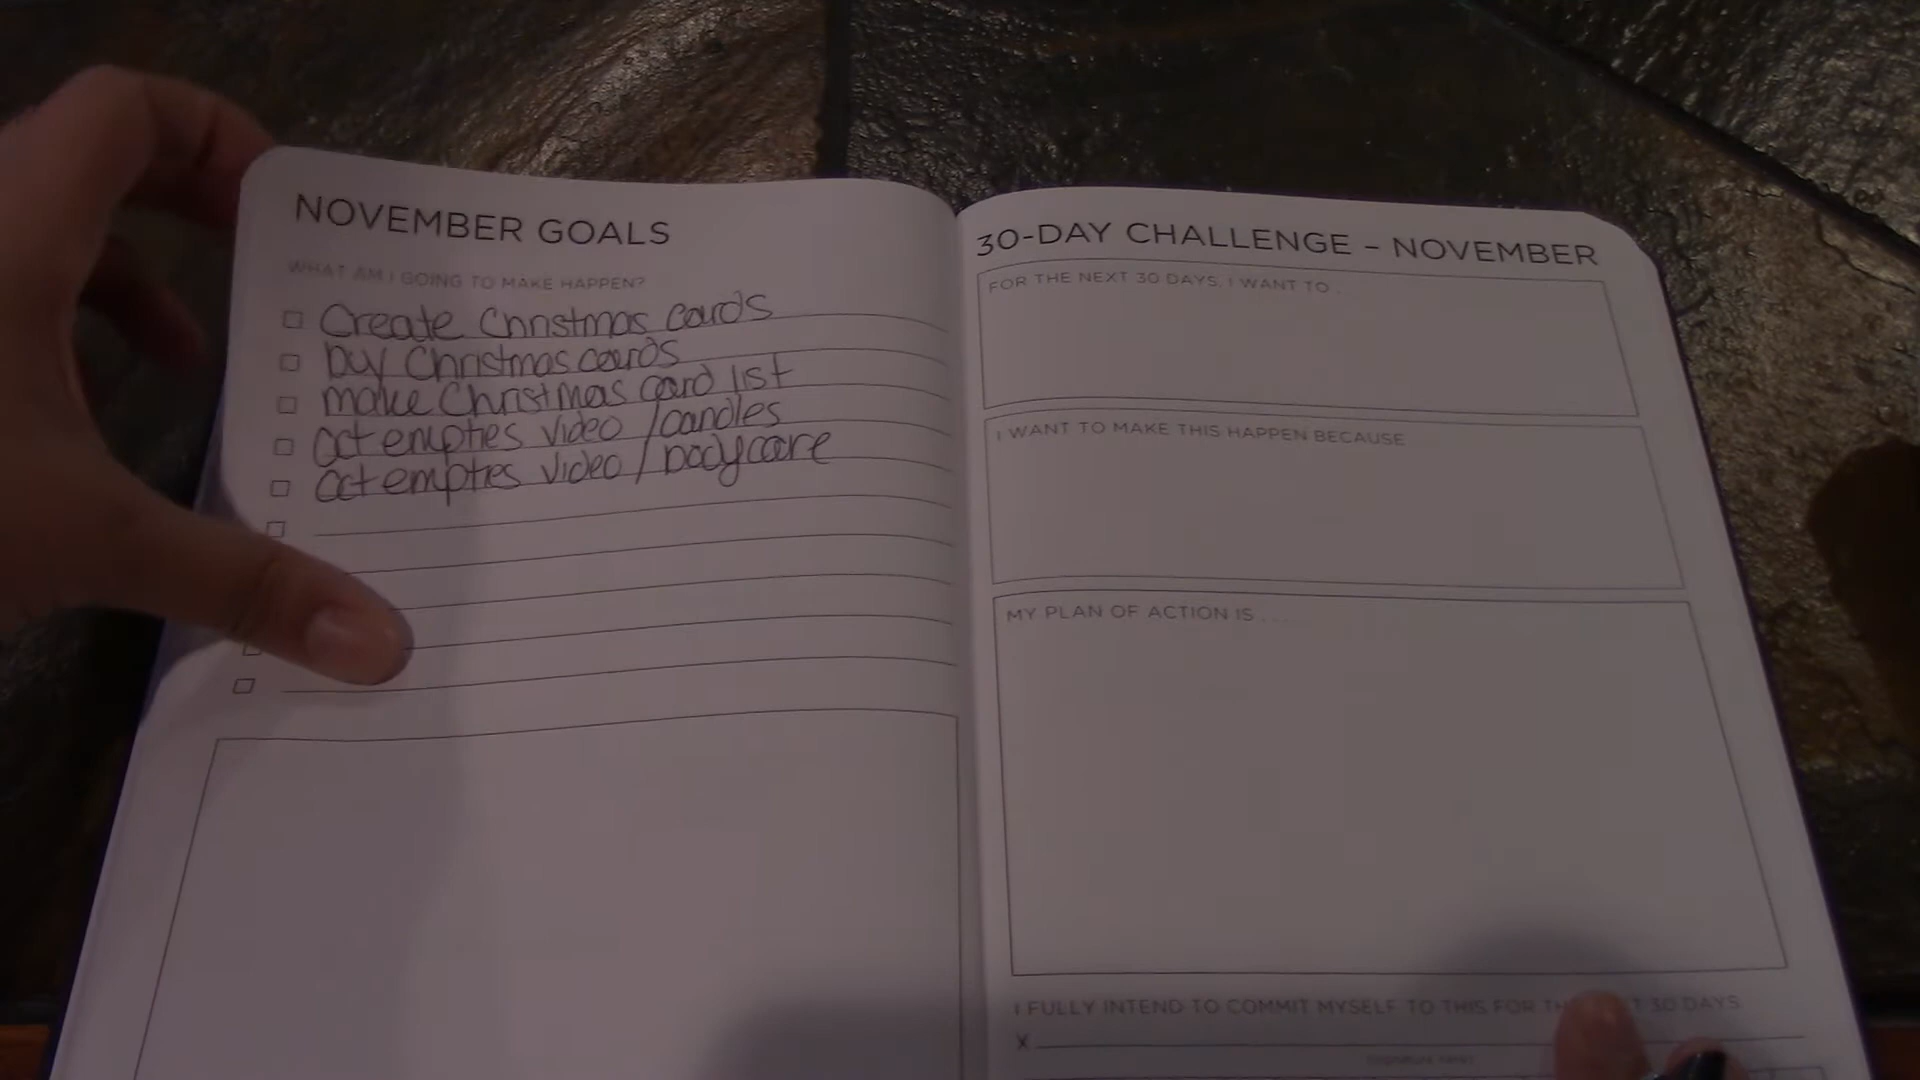 NOVEMBER GOALS
WHAT AM I GOING TO MAKE HAPPEN?
Create Christmas cards
buy Christmas cards
make Christmas card list
Oct empties video / candles
Oct empties video / bodycare
30-DAY CHALLENGE – NOVEMBER
FOR THE NEXT 30 DAYS, I WANT TO...
I WANT TO MAKE THIS HAPPEN BECAUSE
MY PLAN OF ACTION IS.....
I FULLY INTEND TO COMMIT MYSELF TO THIS FOR 30 DAYS
X